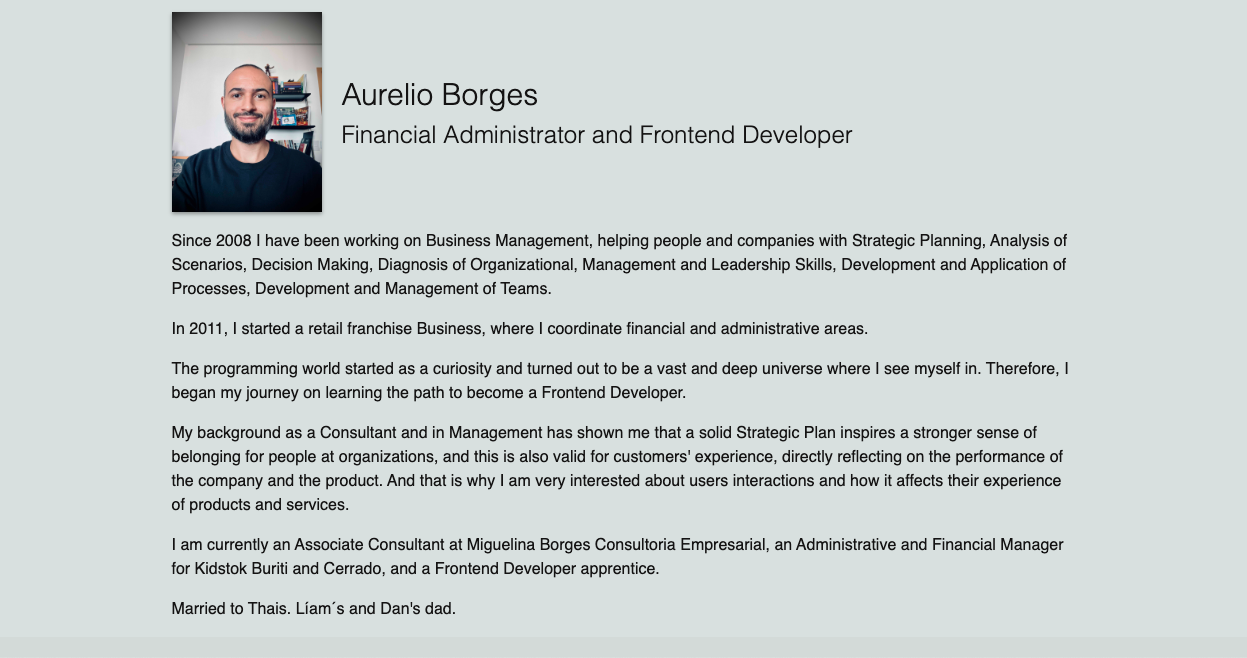 Aurelio Borges
Financial Administrator and Frontend Developer
Since 2008 I have been working on Business Management, helping people and companies with Strategic Planning, Analysis of
Scenarios, Decision Making, Diagnosis of Organizational, Management and Leadership Skills, Development and Application of
Processes, Development and Management of Teams.
In 2011, I started a retail franchise Business, where I coordinate financial and administrative areas.
The programming world started as a curiosity and turned out to be a vast and deep universe where I see myself in. Therefore, I
began my journey on learning the path to become a Frontend Developer.
My background as a Consultant and in Management has shown me that a solid Strategic Plan inspires a stronger sense of
belonging for people at organizations, and this is also valid for customers' experience, directly reflecting on the performance of
the company and the product. And that is why I am very interested about users interactions and how it affects their experience
of products and services.
I am currently an Associate Consultant at Miguelina Borges Consultoria Empresarial, an Administrative and Financial Manager
for Kidstok Buriti and Cerrado, and a Frontend Developer apprentice.
Married to Thais. Líam´s and Dan's dad.